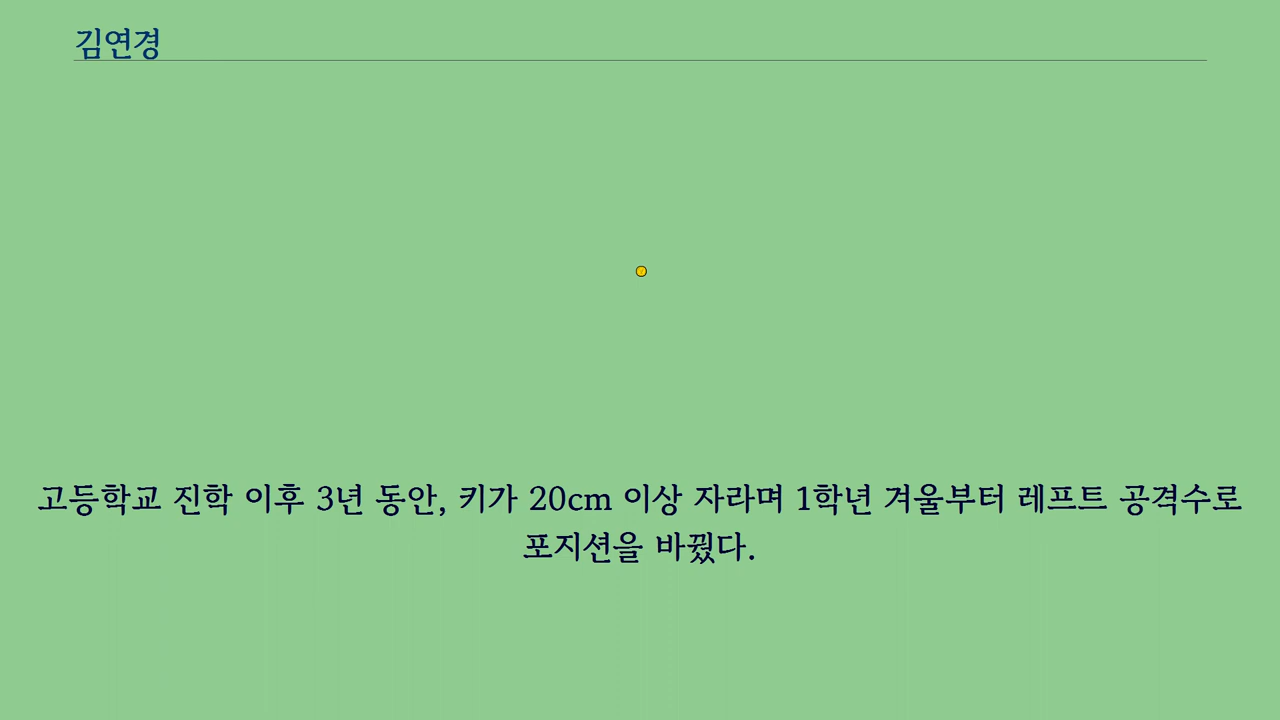 김연경
고등학교 진학 이후 3년 동안, 키가 20cm 이상 자라며 1학년 겨울부터 레프트 공격수로
포지션을 바꿨다.